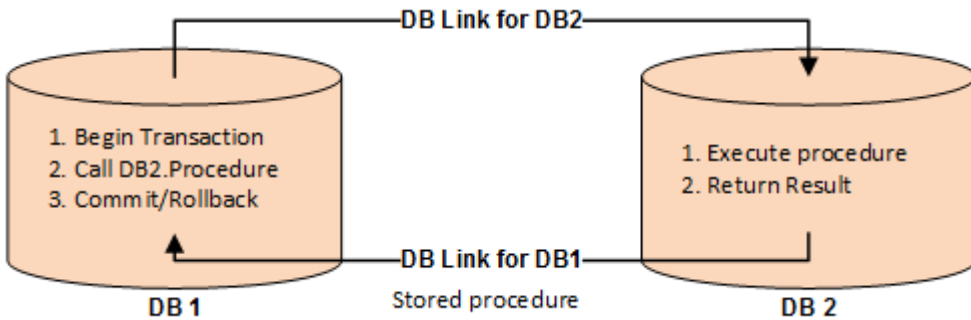 DB Link for DB2
1. Begin Transaction
2. Call DB2.Procedure
3. Commit/Rollback
1. Execute procedure
2. Return Result
DB Link for DB1
Stored procedure
DB 1
DB 2